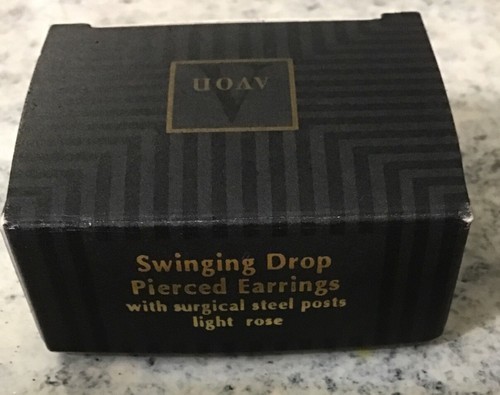 AVON
Swinging Drop
Pierced Earrings
with surgical steel posts
light rose